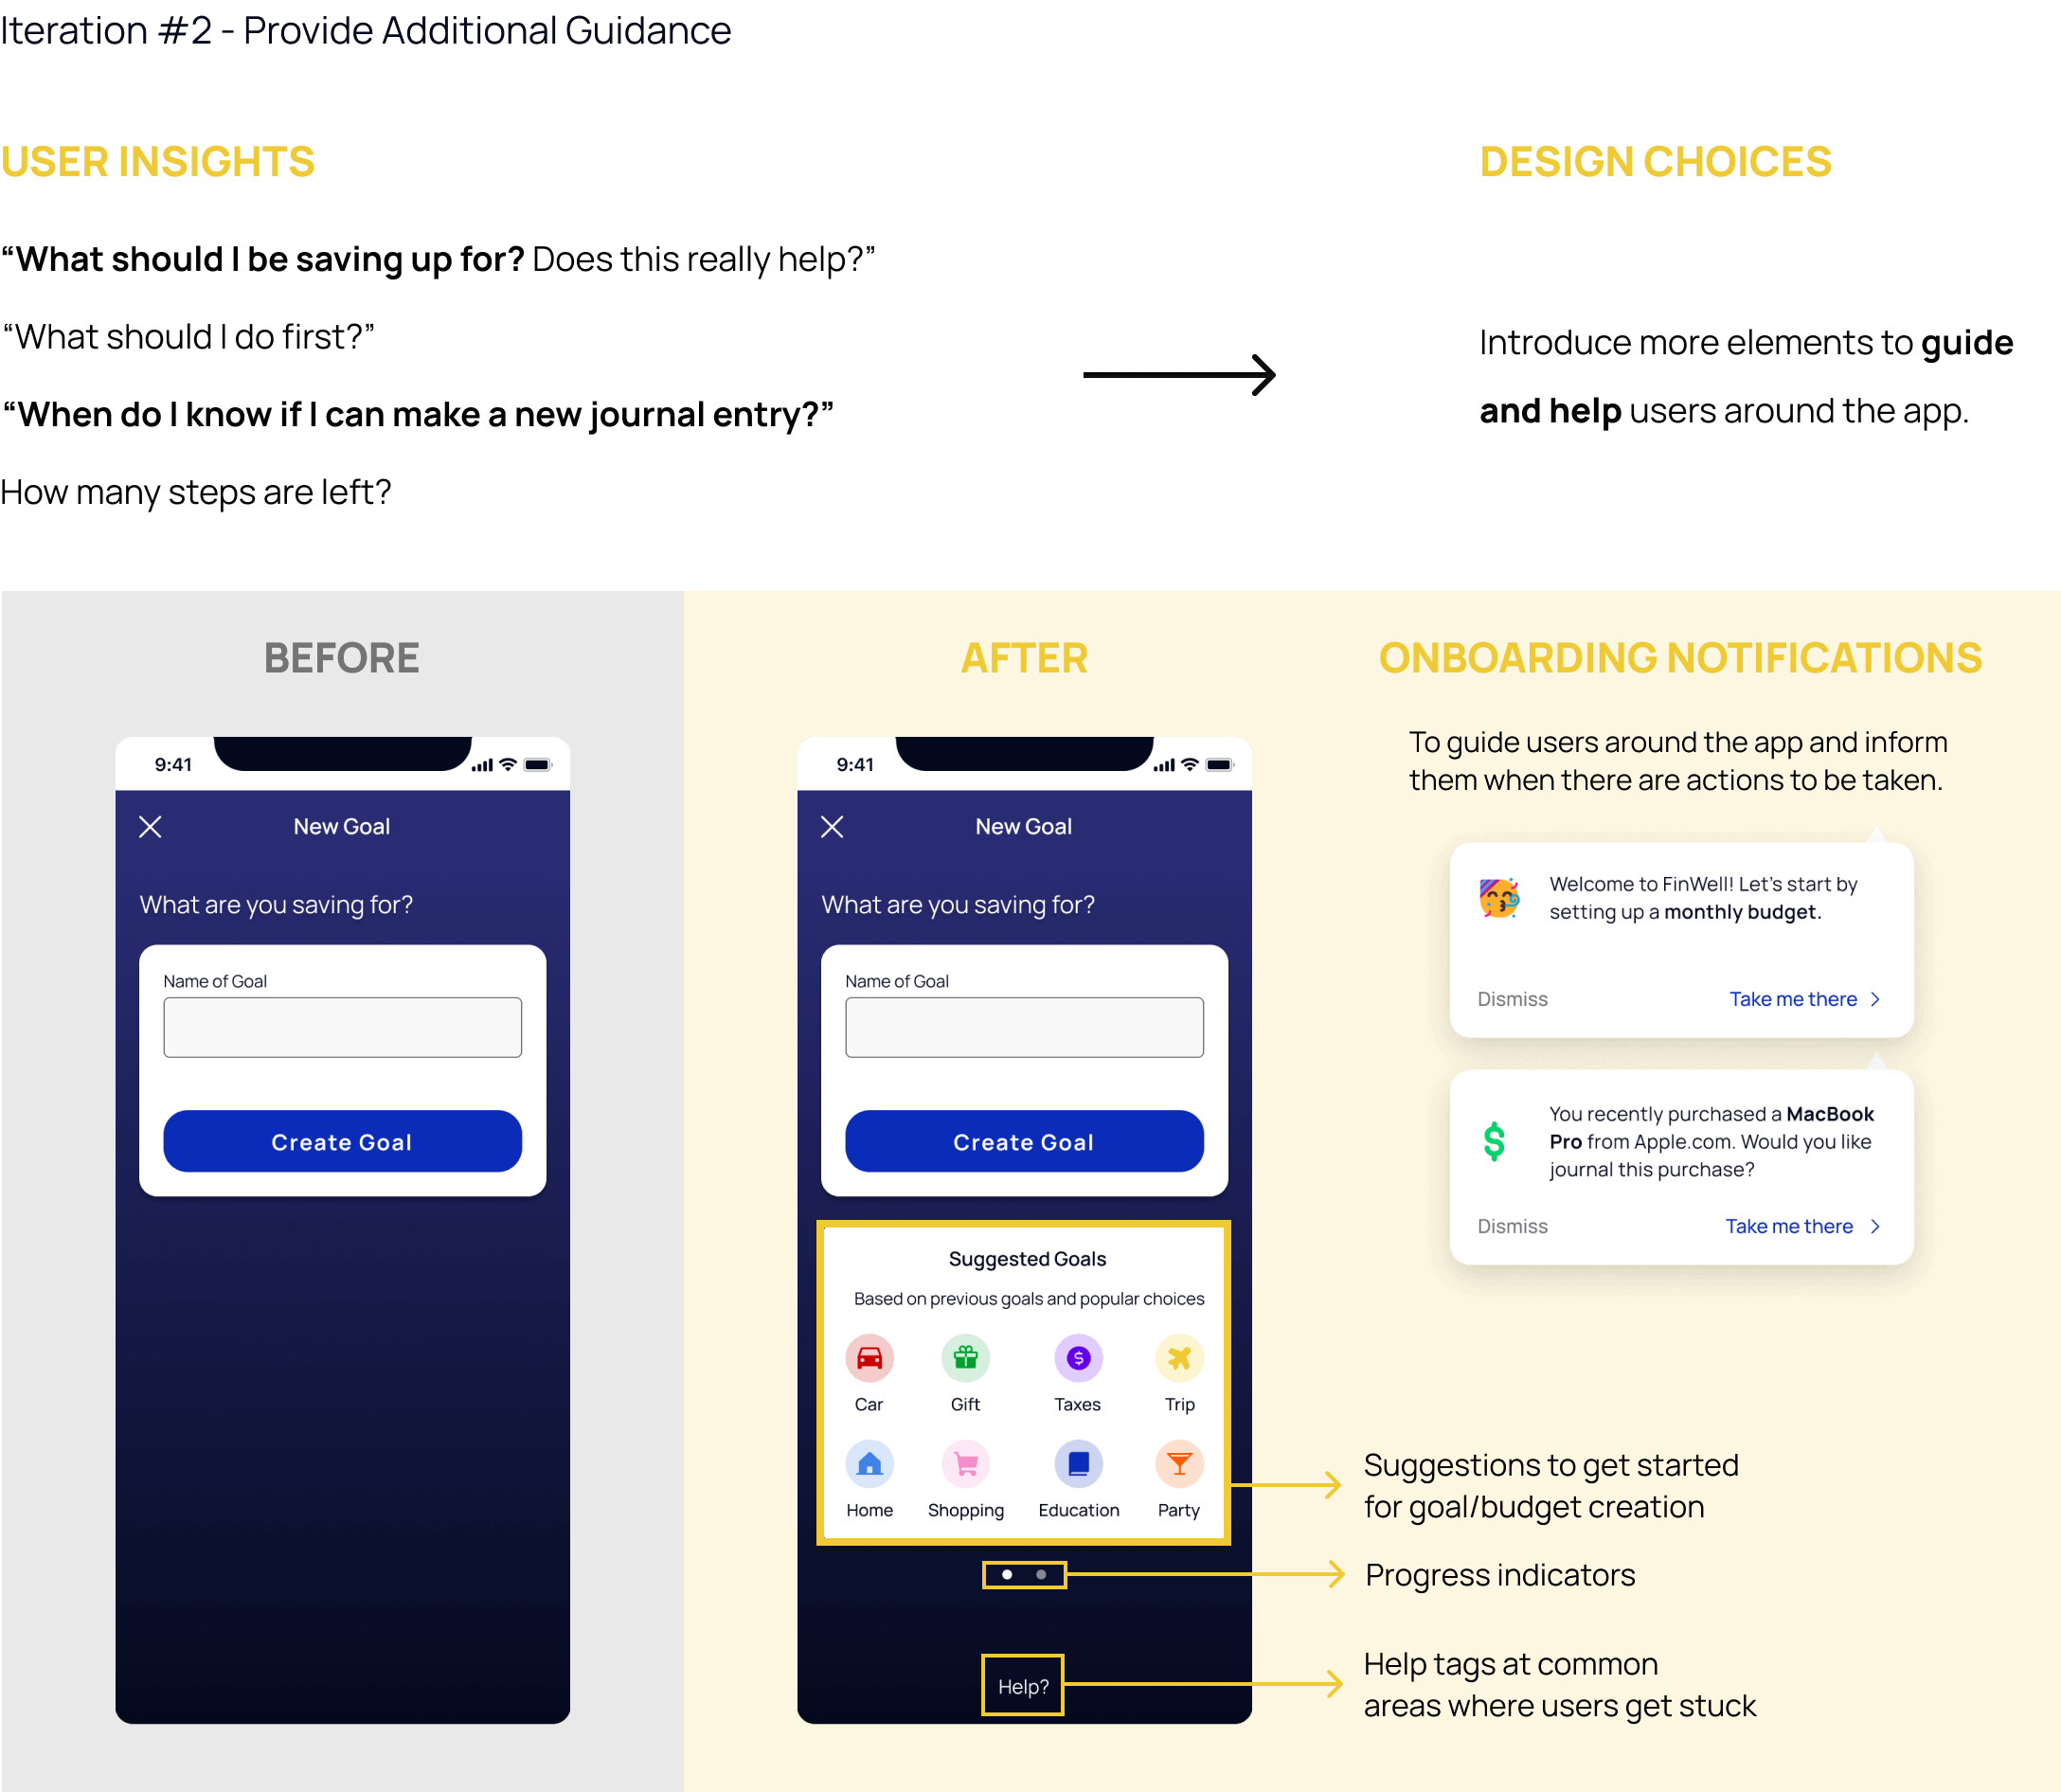 Iteration #2 - Provide Additional Guidance
USER INSIGHTS
“What should I be saving up for? Does this really help?”
“What should I do first?”
“When do I know if I can make a new journal entry?”
How many steps are left?
DESIGN CHOICES
Introduce more elements to guide
and help users around the app.
BEFORE
9:41
New Goal
What are you saving for?
Name of Goal
Create Goal
AFTER
9:41
New Goal
What are you saving for?
Name of Goal
Create Goal
Suggested Goals
Based on previous goals and popular choices
Car Gift Taxes Trip
Home Shopping Education Party
Help?
ONBOARDING NOTIFICATIONS
To guide users around the app and inform
them when there are actions to be taken.
Welcome to FinWell! Let's start by
setting up a monthly budget.
Dismiss Take me there
You recently purchased a MacBook
Pro from Apple.com. Would you like
journal this purchase?
Dismiss Take me there
Suggestions to get started
for goal/budget creation
Progress indicators
Help tags at common
areas where users get stuck